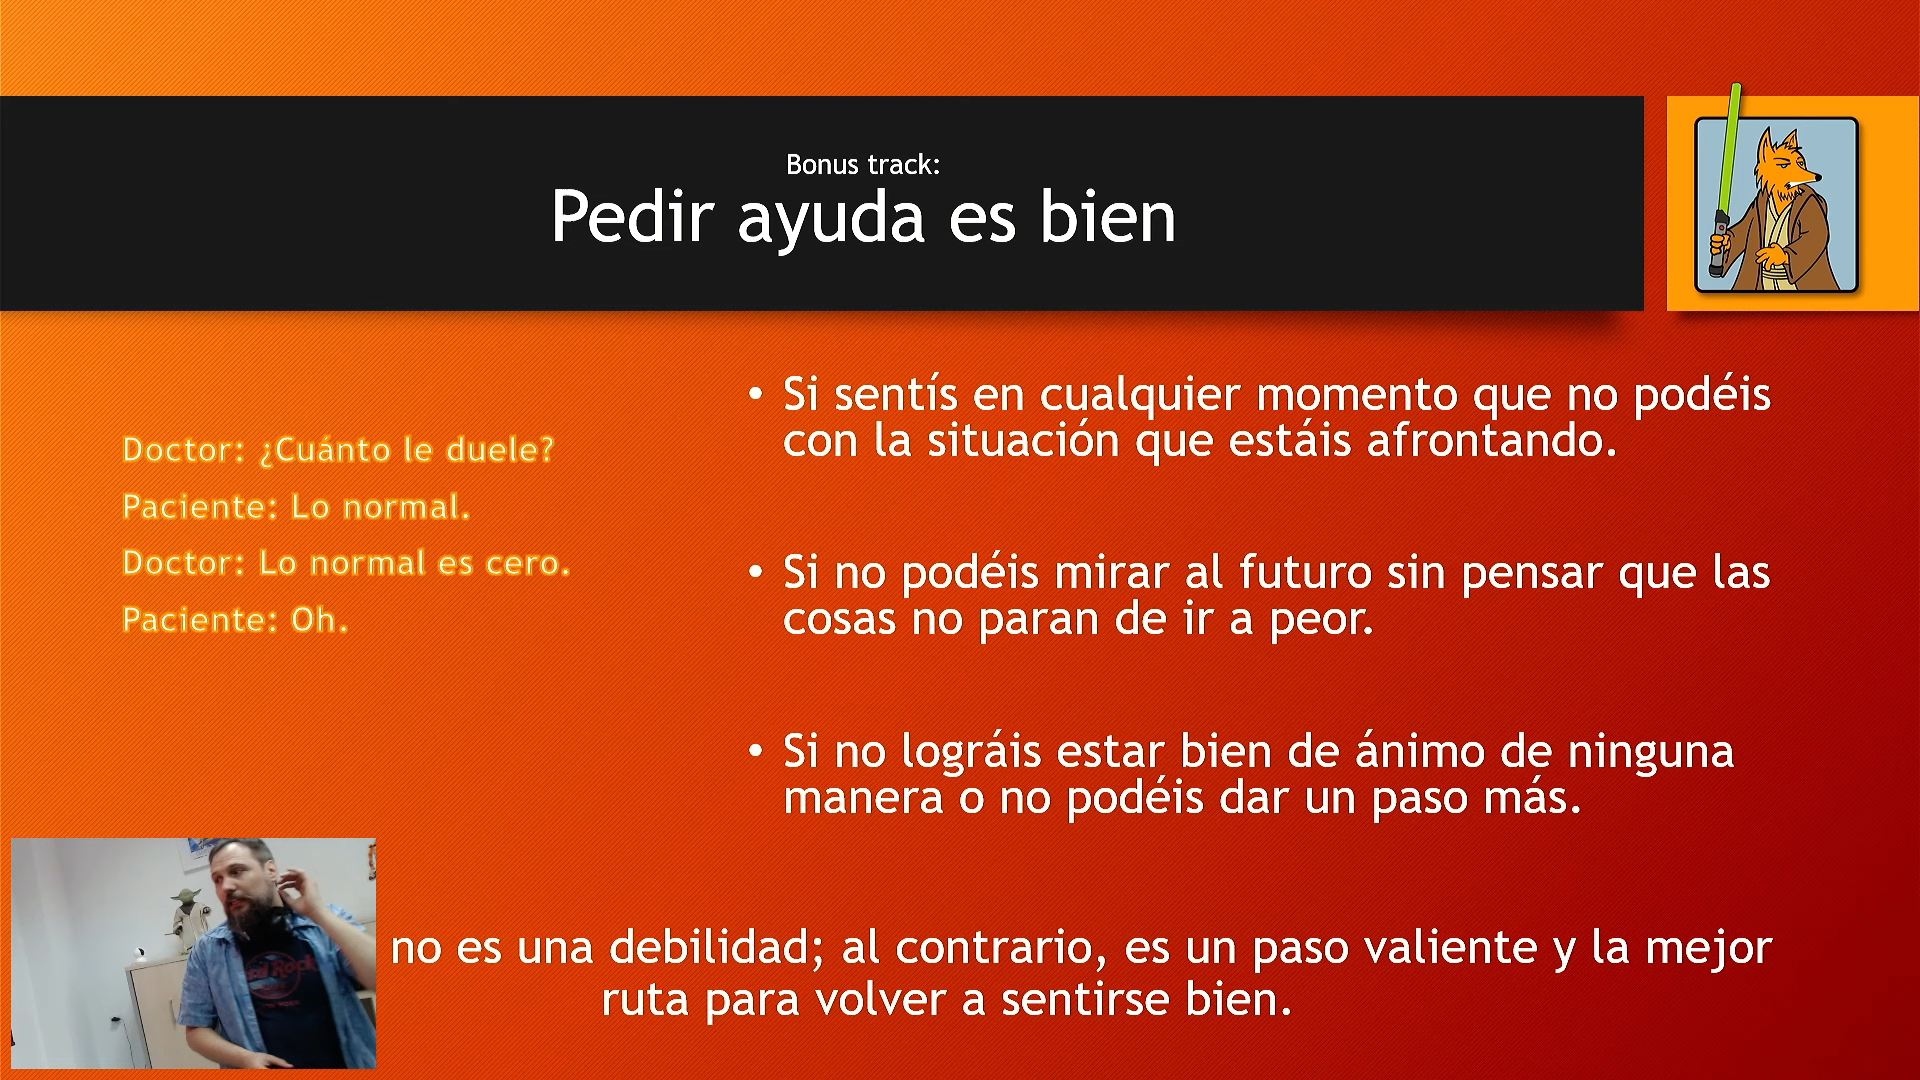 Bonus track:
Pedir ayuda es bien
Doctor: ¿Cuánto le duele?
Paciente: Lo normal.
Doctor: Lo normal es cero.
Paciente: Oh.
• Si sentís en cualquier momento que no podéis
con la situación que estáis afrontando.
• Si no podéis mirar al futuro sin pensar que las
cosas no paran de ir a peor.
• Si no lográis estar bien de ánimo de ninguna
manera o no podéis dar un paso más.
no es una debilidad; al contrario, es un paso valiente y la mejor
ruta para volver a sentirse bien.